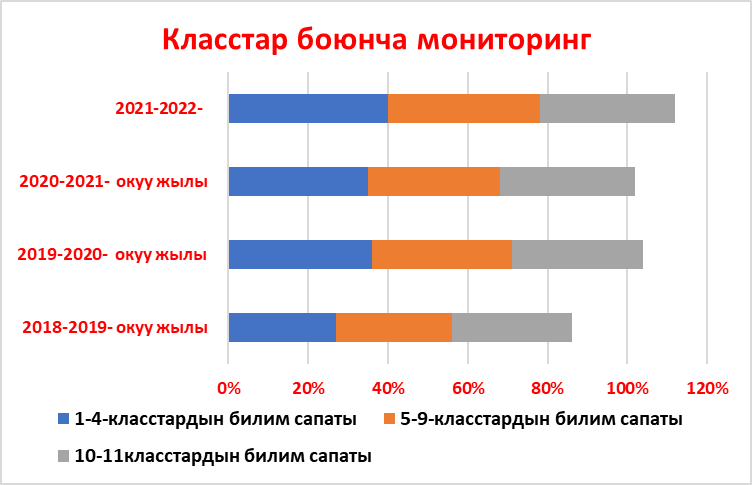 Класстар боюнча мониторинг
2021-2022-
2020-2021- окуу жылы
2019-2020- окуу жылы
2018-2019- окуу жылы
0% 20% 40% 60% 80% 100% 120%
1-4-класстардын билим сапаты 5-9-класстардын билим сапаты
10-11класстардын билим сапаты